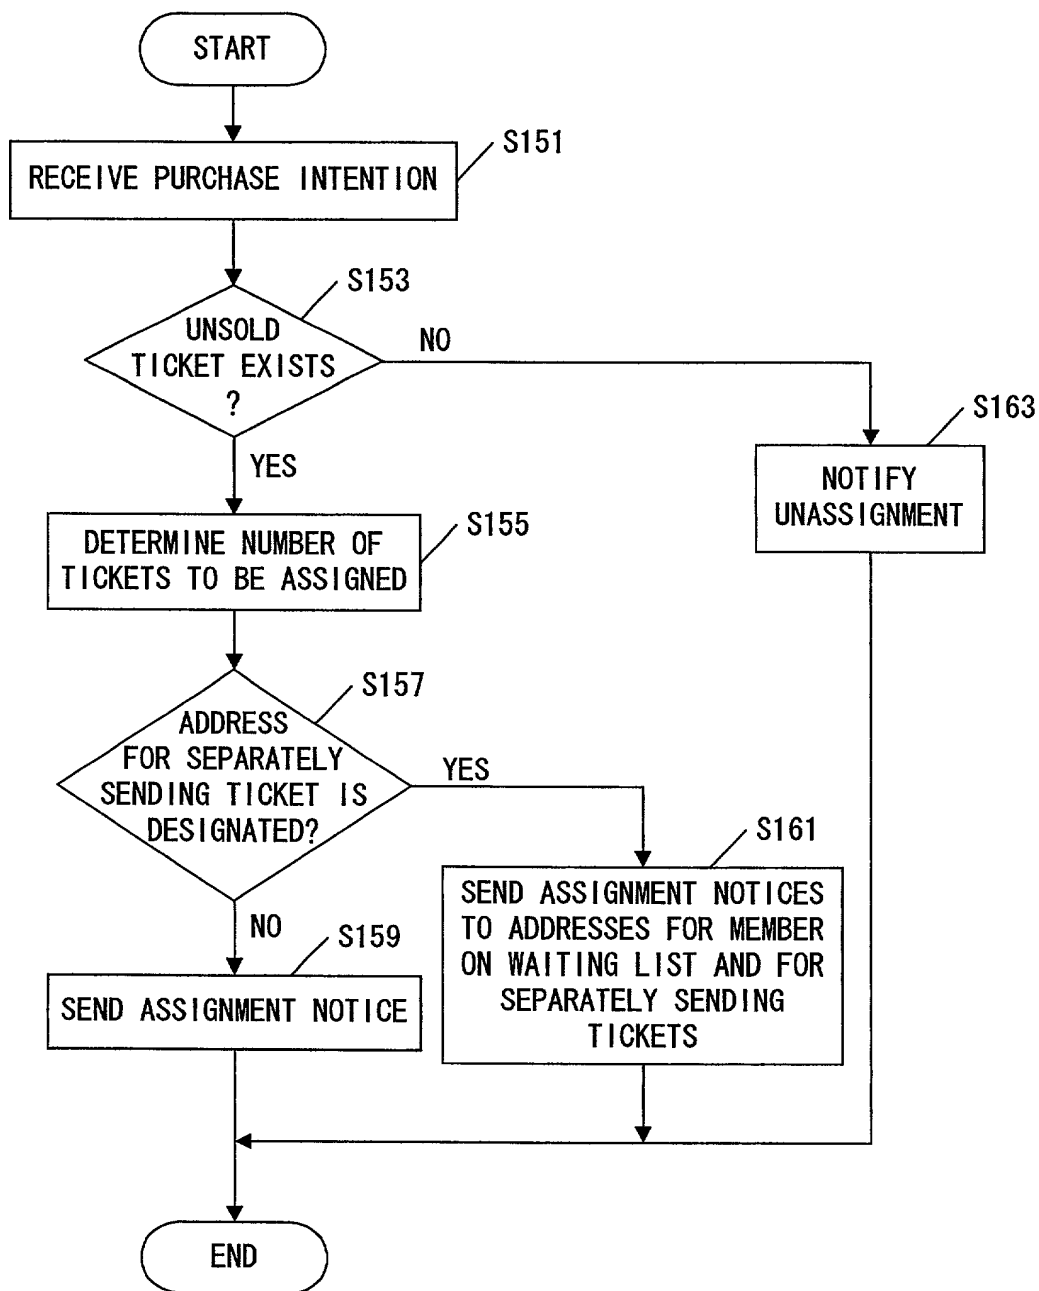 START
S151
RECEIVE PURCHASE INTENTION
S153
UNSOLD
TICKET EXISTS
?
NO
YES
S163
NOTIFY
UNASSIGNMENT
S155
DETERMINE NUMBER OF
TICKETS TO BE ASSIGNED
S157
ADDRESS
FOR SEPARATELY
SENDING TICKET IS
DESIGNATED?
YES
NO
S161
SEND ASSIGNMENT NOTICES
TO ADDRESSES FOR MEMBER
ON WAITING LIST AND FOR
SEPARATELY SENDING
TICKETS
S159
SEND ASSIGNMENT NOTICE
END